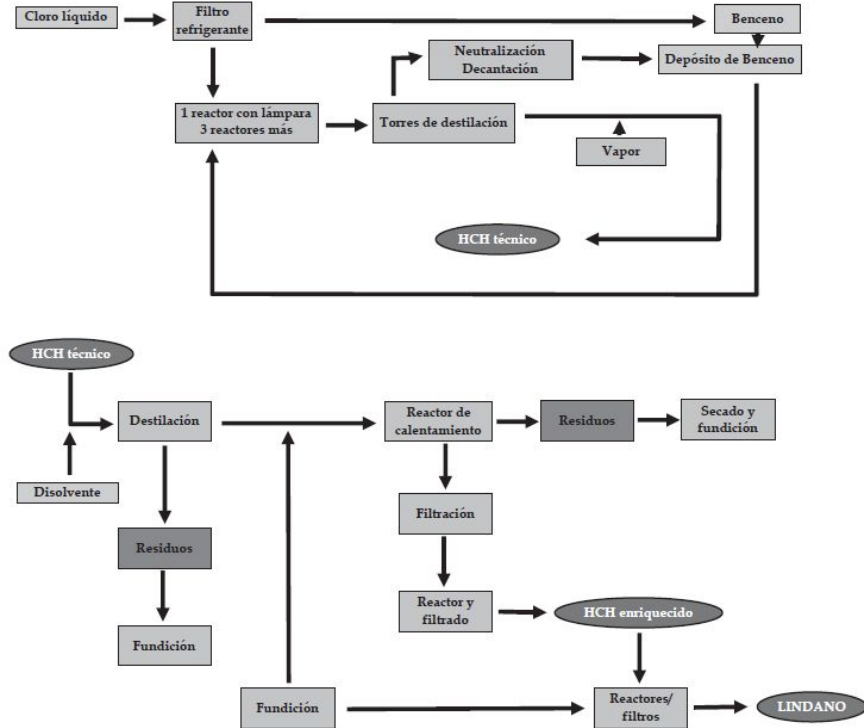 Cloro líquido
Filtro
refrigerante
Benceno
Neutralización
Decantación
Depósito de Benceno
1 reactor con lámpara
3 reactores más
Torres de destilación
Vapor
HCH técnico
HCH técnico
Destilación
Reactor de
calentamiento
Residuos
Secado y
fundición
Disolvente
Filtración
Residuos
Reactor y
filtrado
HCH enriquecido
Fundición
Fundición
Reactores/
filtros
LINDANO